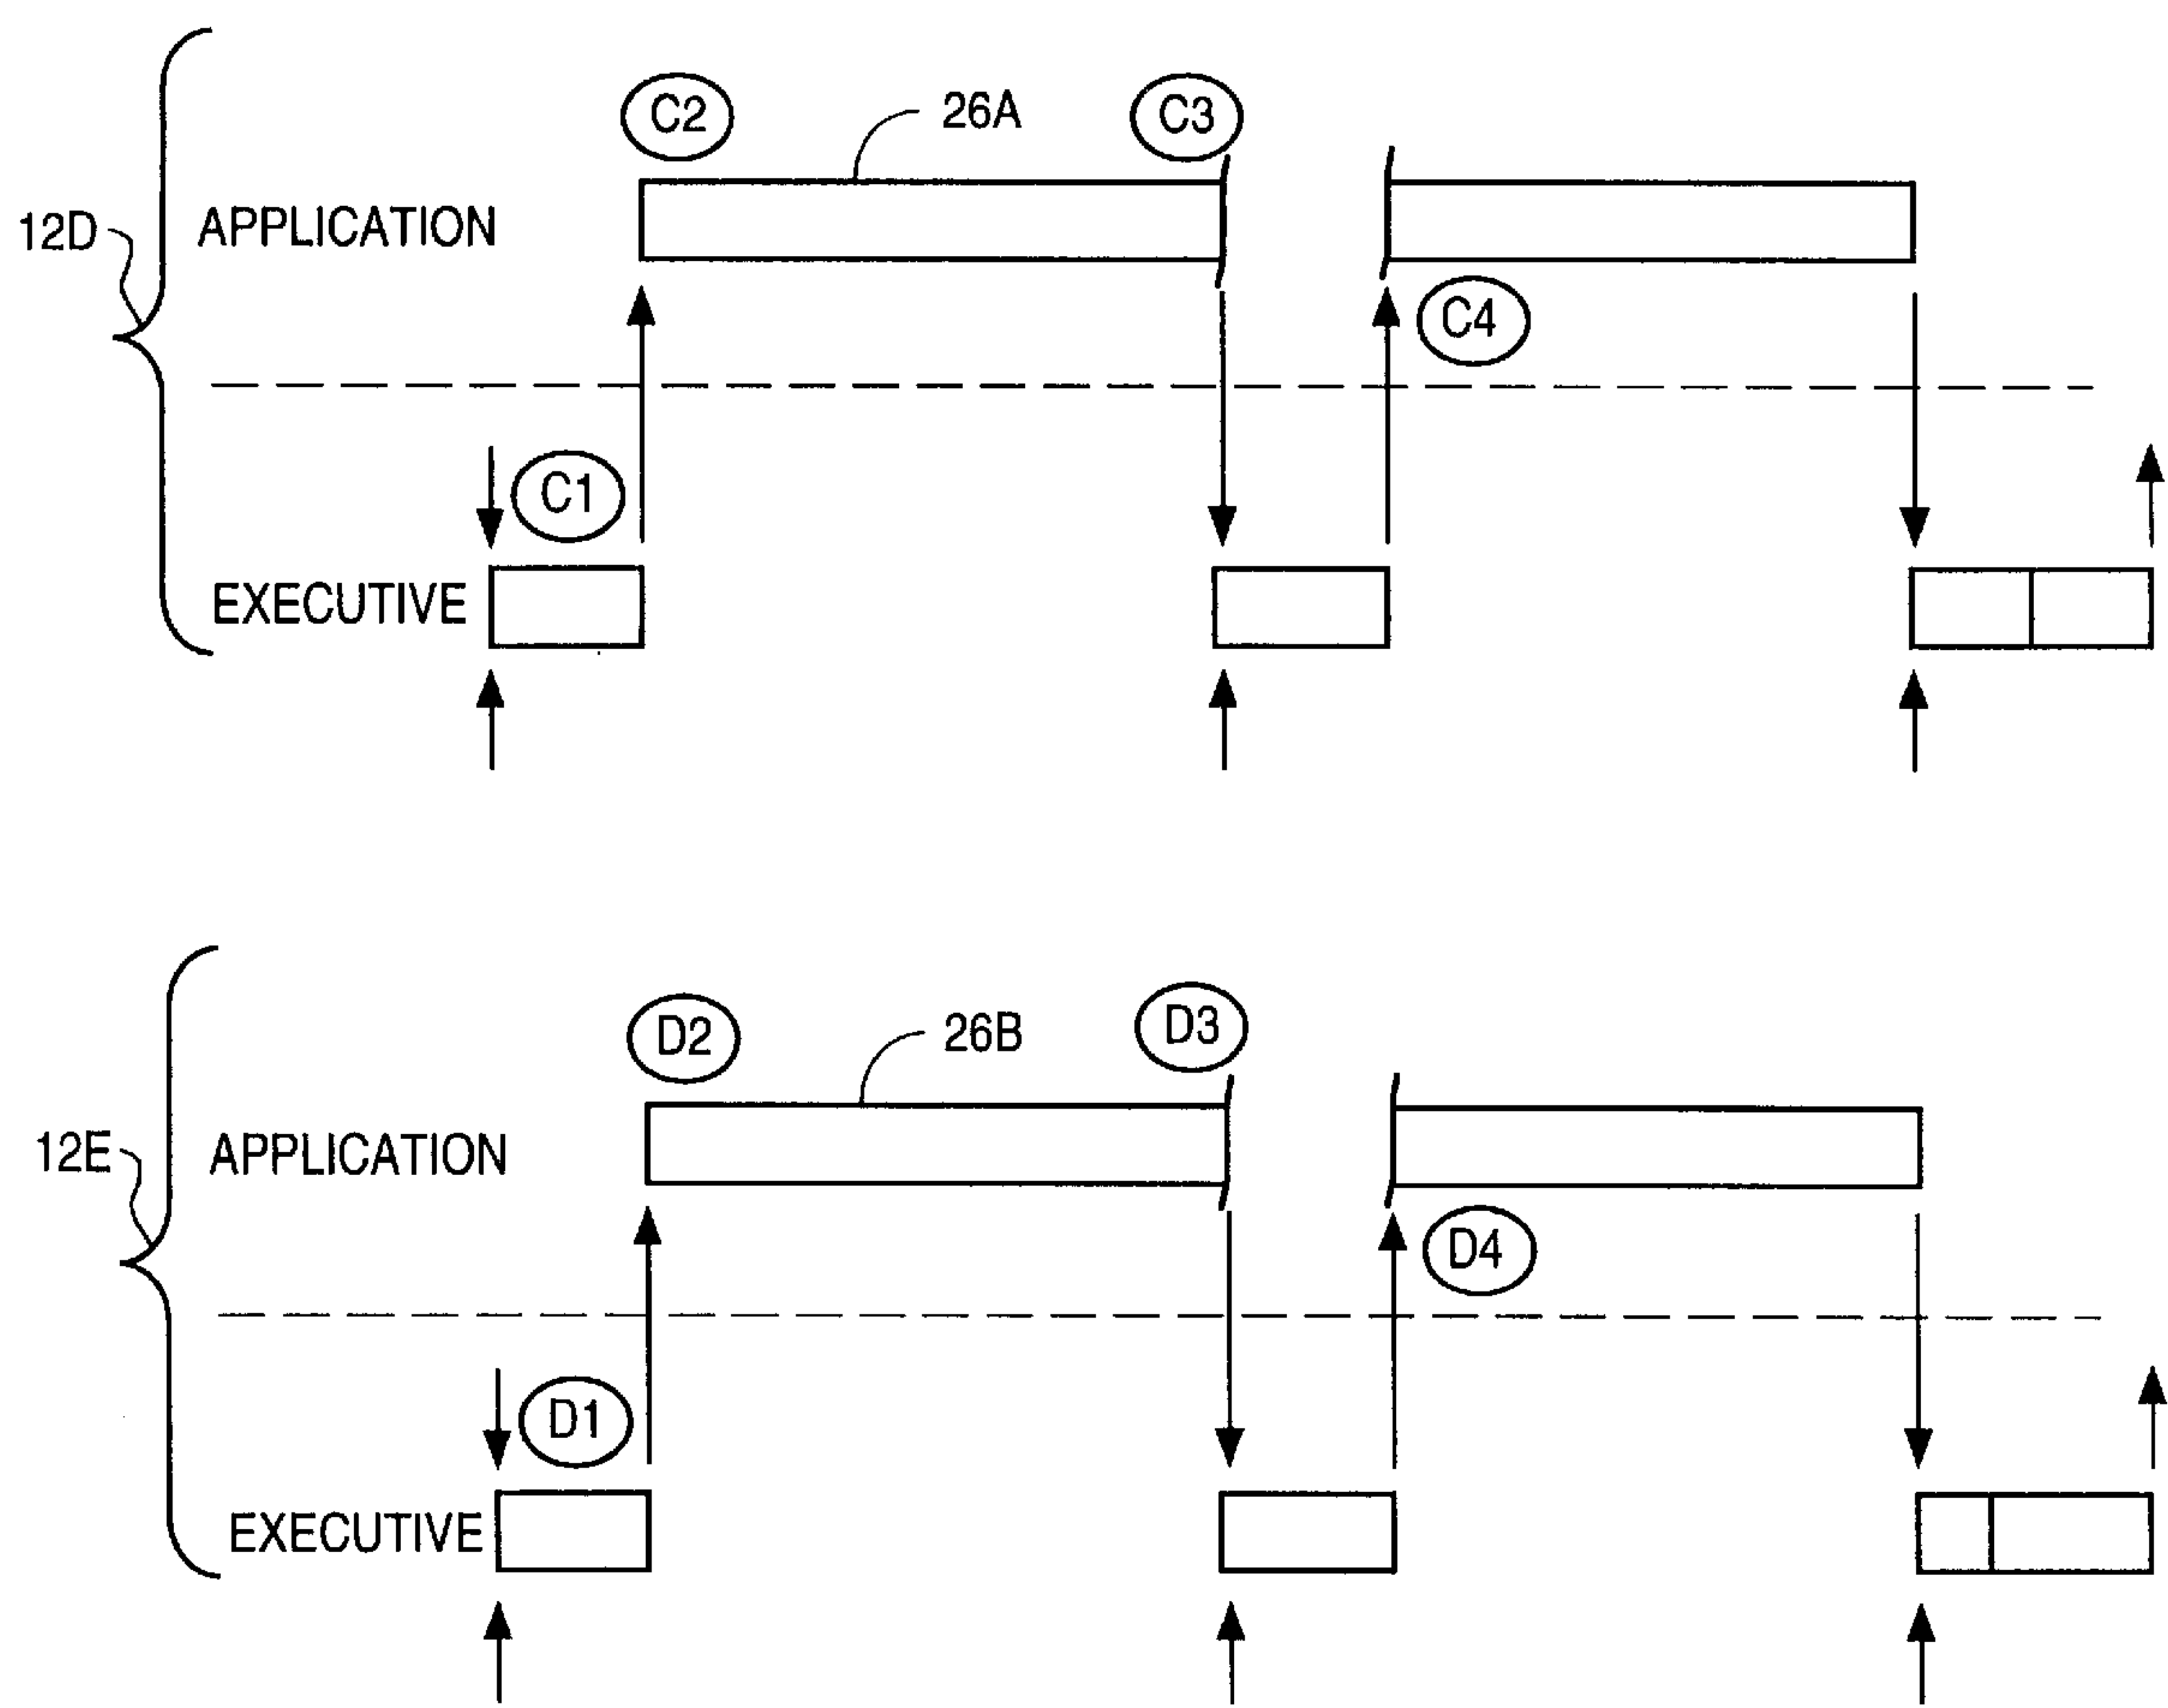 C2
26A
C3
12D
APPLICATION
C4
C1
EXECUTIVE
D2
26B
D3
12E
APPLICATION
D4
D1
EXECUTIVE